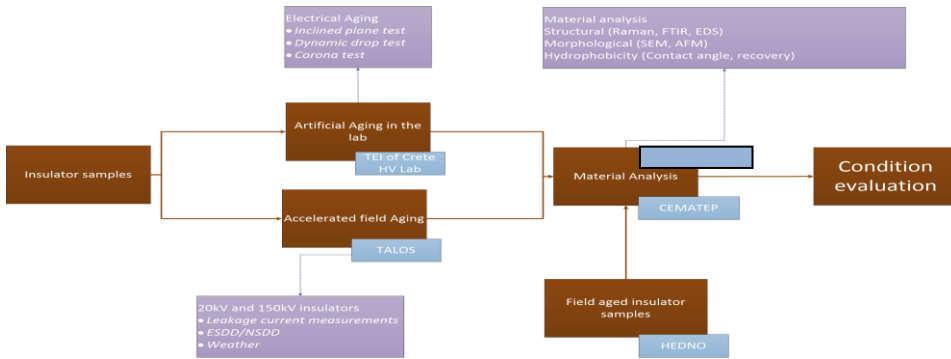 Electrical Aging
• Inclined plane test
• Dynamic drop test
• Corona test
Material analysis
Structural (Raman, FTIR, EDS)
Morphological (SEM, AFM)
Hydrophobicity (Contact angle, recovery)
Artificial Aging in the
lab
TEI of Crete
HV Lab
Insulator samples
Material Analysis
CEMATEP
Condition
evaluation
Accelerated field Aging
TALOS
20kV and 150kV insulators
• Leakage current measurements
• ESDD/NSDD
• Weather
Field aged insulator
samples
HEDNO